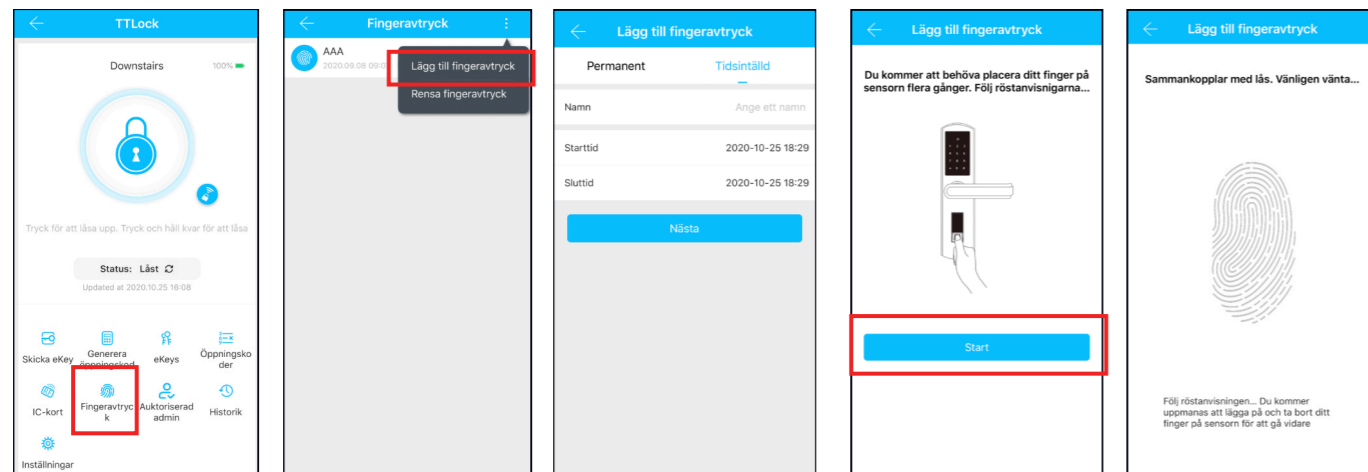 TTLock
Downstairs
100%
Tryck för att låsa upp. Tryck och håll kvar för att låsa
Status: Låst
Updated at 2020.10.25 16:08
Skicka eKey
Generera
öppningskod
eKeys
Öppningsko
der
IC-kort
Fingeravtryc
k
Auktoriserad
admin
Historik
Inställningar
Fingeravtryck
AAA
2020.09.08
Lägg till fingeravtryck
Rensa fingeravtryck
Lägg till fingeravtryck
Permanent
Tidsintälld
Namn
Ange ett namn
Starttid
2020-10-25 18:29
Sluttid
2020-10-25 18:29
Nästa
Lägg till fingeravtryck
Du kommer att behöva placera ditt finger på
sensorn flera gånger. Följ röstanvisnigarna...
Start
Lägg till fingeravtryck
Sammankopplar med lås. Vänligen vänta...
Följ röstanvisningen... Du kommer
uppmanas att lägga på och ta bort ditt
finger på sensorn för att gå vidare